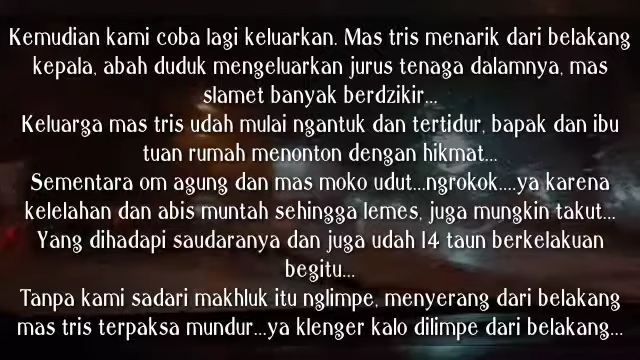 Kemudian kami coba lagi keluarkan. Mas tris menarik dari belakang
kepala, abah duduk mengeluarkan jurus tenaga dalamnya, mas
slamet banyak berdzikir...
Keluarga mas tris udah mulai ngantuk dan tertidur, bapak dan ibu
tuan rumah menonton dengan hikmat...
Sementara om agung dan mas moko udut...ngrokok....ya karena
kelelahan dan abis muntah sehingga lemes, juga mungkin takut...
Yang dihadapi saudaranya dan juga udah 14 taun berkelakuan
begitu...
Tanpa kami sadari makhluk itu nglimpe, menyerang dari belakang
mas tris terpaksa mundur...ya klenger kalo dilimpe dari belakang...